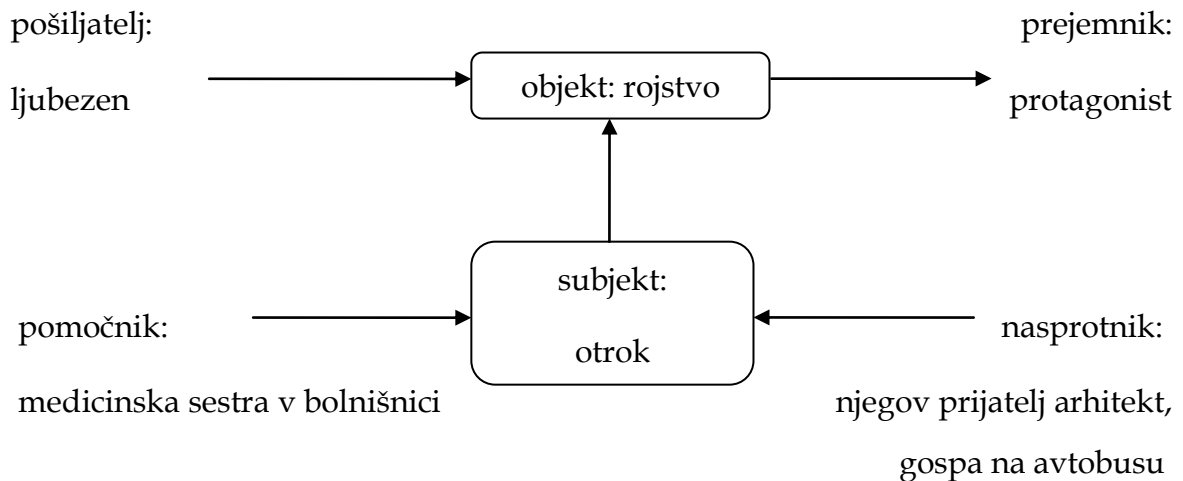 pošiljatelj:
ljubezen
objekt: rojstvo
prejemnik:
protagonist
pomočnik:
medicinska sestra v bolnišnici
subjekt:
otrok
nasprotnik:
njegov prijatelj arhitekt,
gospa na avtobusu